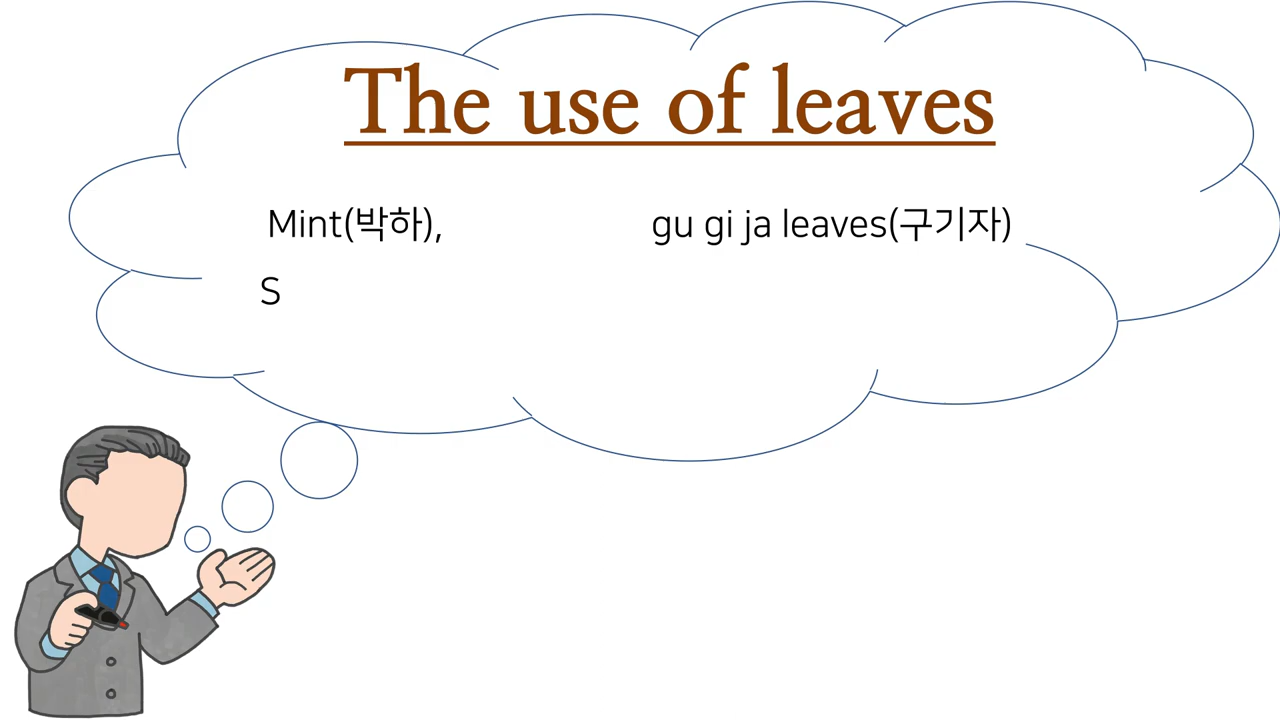 The use of leaves
Mint(박하), gu gi ja leaves(구기자)
S